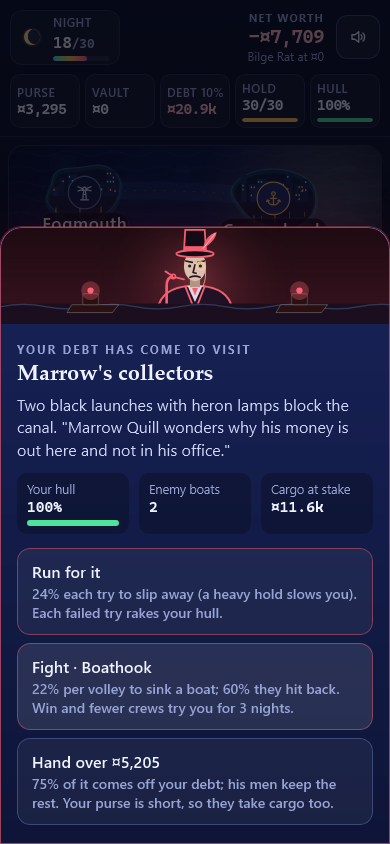 NIGHT
18/30
NET WORTH
−¤7,709
Bilge Rat at ¤0
PURSE
¤3,295
VAULT
¤0
DEBT 10%
¤20.9k
HOLD
30/30
HULL
100%
Fogmouth
YOUR DEBT HAS COME TO VISIT
Marrow's collectors
Two black launches with heron lamps block the
canal. "Marrow Quill wonders why his money is
out here and not in his office."
Your hull
100%
Enemy boats
2
Cargo at stake
¤11.6k
Run for it
24% each try to slip away (a heavy hold slows you).
Each failed try rakes your hull.
Fight · Boathook
22% per volley to sink a boat; 60% they hit back.
Win and fewer crews try you for 3 nights.
Hand over ¤5,205
75% of it comes off your debt; his men keep the
rest. Your purse is short, so they take cargo too.